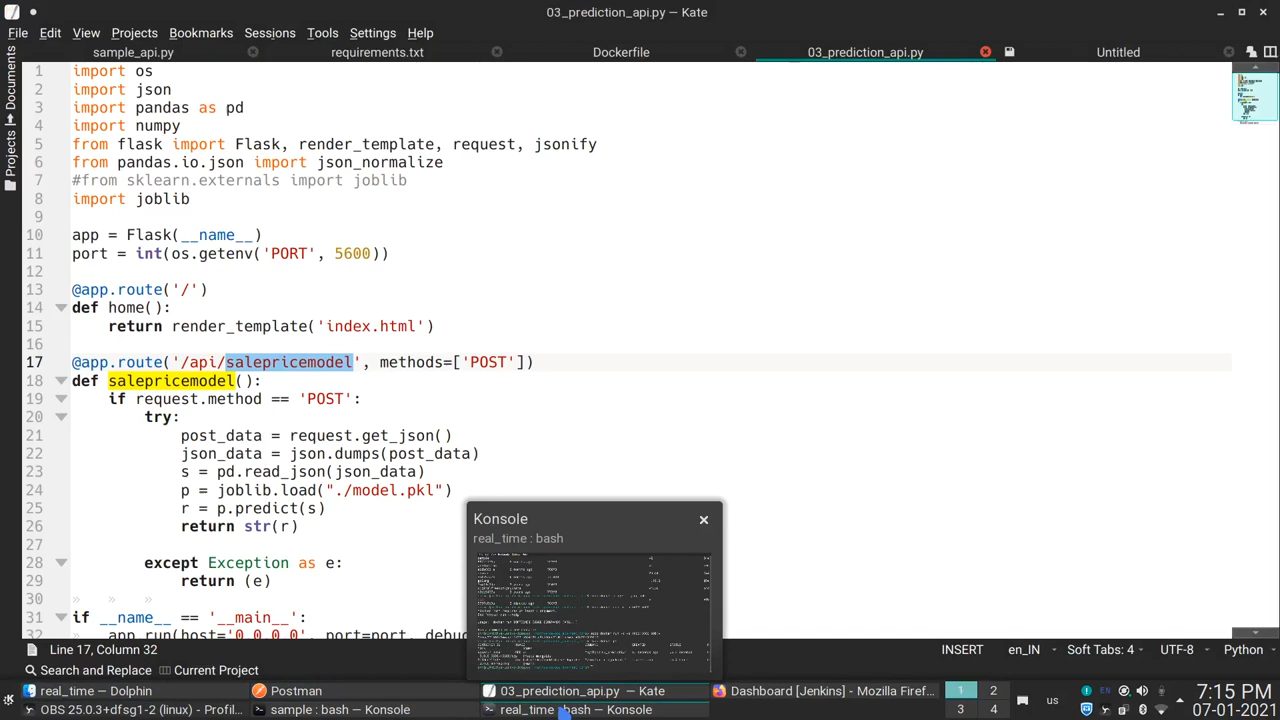 03_prediction_api.py — Kate
File Edit View Projects Bookmarks Sessions Tools Settings Help
sample_api.py requirements.txt Dockerfile 03_prediction_api.py Untitled
Documents
Projects
1 import os
2 import json
3 import pandas as pd
4 import numpy
5 from flask import Flask, render_template, request, jsonify
6 from pandas.io.json import json_normalize
7 #from sklearn.externals import joblib
8 import joblib
9
10 app = Flask(__name__)
11 port = int(os.getenv('PORT', 5600))
12
13 @app.route('/')
14 def home():
15 return render_template('index.html')
16
17 @app.route('/api/salepricemodel', methods=['POST'])
18 def salepricemodel():
19 if request.method == 'POST':
20 try:
21 post_data = request.get_json()
22 json_data = json.dumps(post_data)
23 s = pd.read_json(json_data)
24 p = joblib.load("./model.pkl")
25 r = p.predict(s)
26 return str(r)
27
28 except Exception as e:
29 return (e)
30 » » »
31 if __name__ == '__main__':
Konsole
real_time : bash
Line 17, Column 32 INSERT en_IN Soft Tabs: 4 UTF-8 Python
Search and Replace Current Project
Dolphin Postman 03_prediction_api.py — Kate Dashboard [Jenkins] - Mozilla Firef... 1 2 EN us 7:15 PM
OBS 25.0.3+dfsg1-2 (linux) - Profil... sample : bash — Konsole real_time : bash — Konsole 3 4